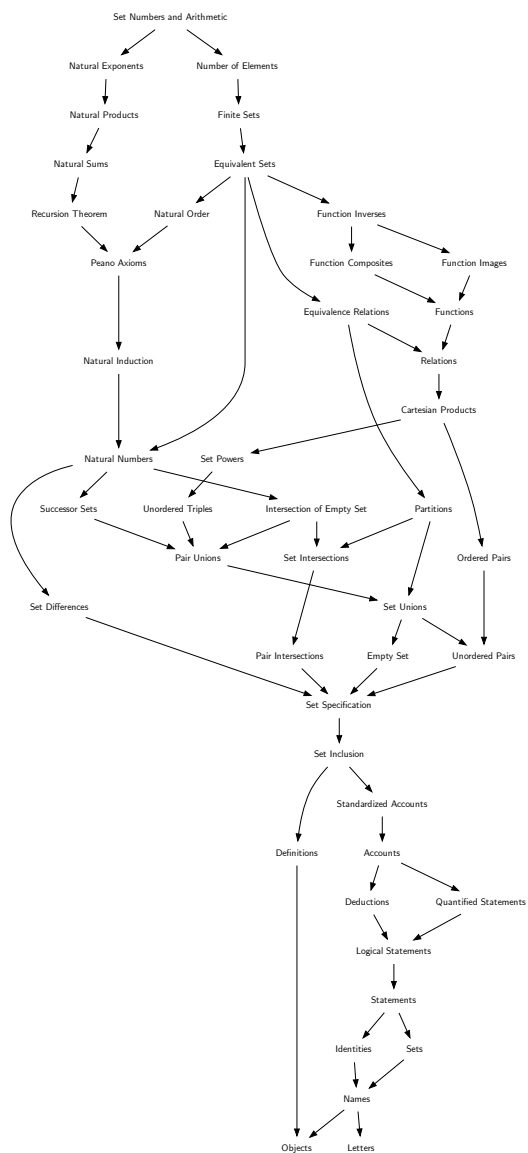 Set Numbers and Arithmetic
Natural Exponents
Number of Elements
Natural Products
Finite Sets
Natural Sums
Equivalent Sets
Recursion Theorem
Natural Order
Function Inverses
Peano Axioms
Function Composites
Function Images
Equivalence Relations
Functions
Natural Induction
Relations
Cartesian Products
Natural Numbers
Set Powers
Successor Sets
Unordered Triples
Intersection of Empty Set
Partitions
Pair Unions
Set Intersections
Ordered Pairs
Set Differences
Set Unions
Pair Intersections
Empty Set
Unordered Pairs
Set Specification
Set Inclusion
Standardized Accounts
Definitions
Accounts
Deductions
Quantified Statements
Logical Statements
Statements
Identities
Sets
Names
Objects
Letters